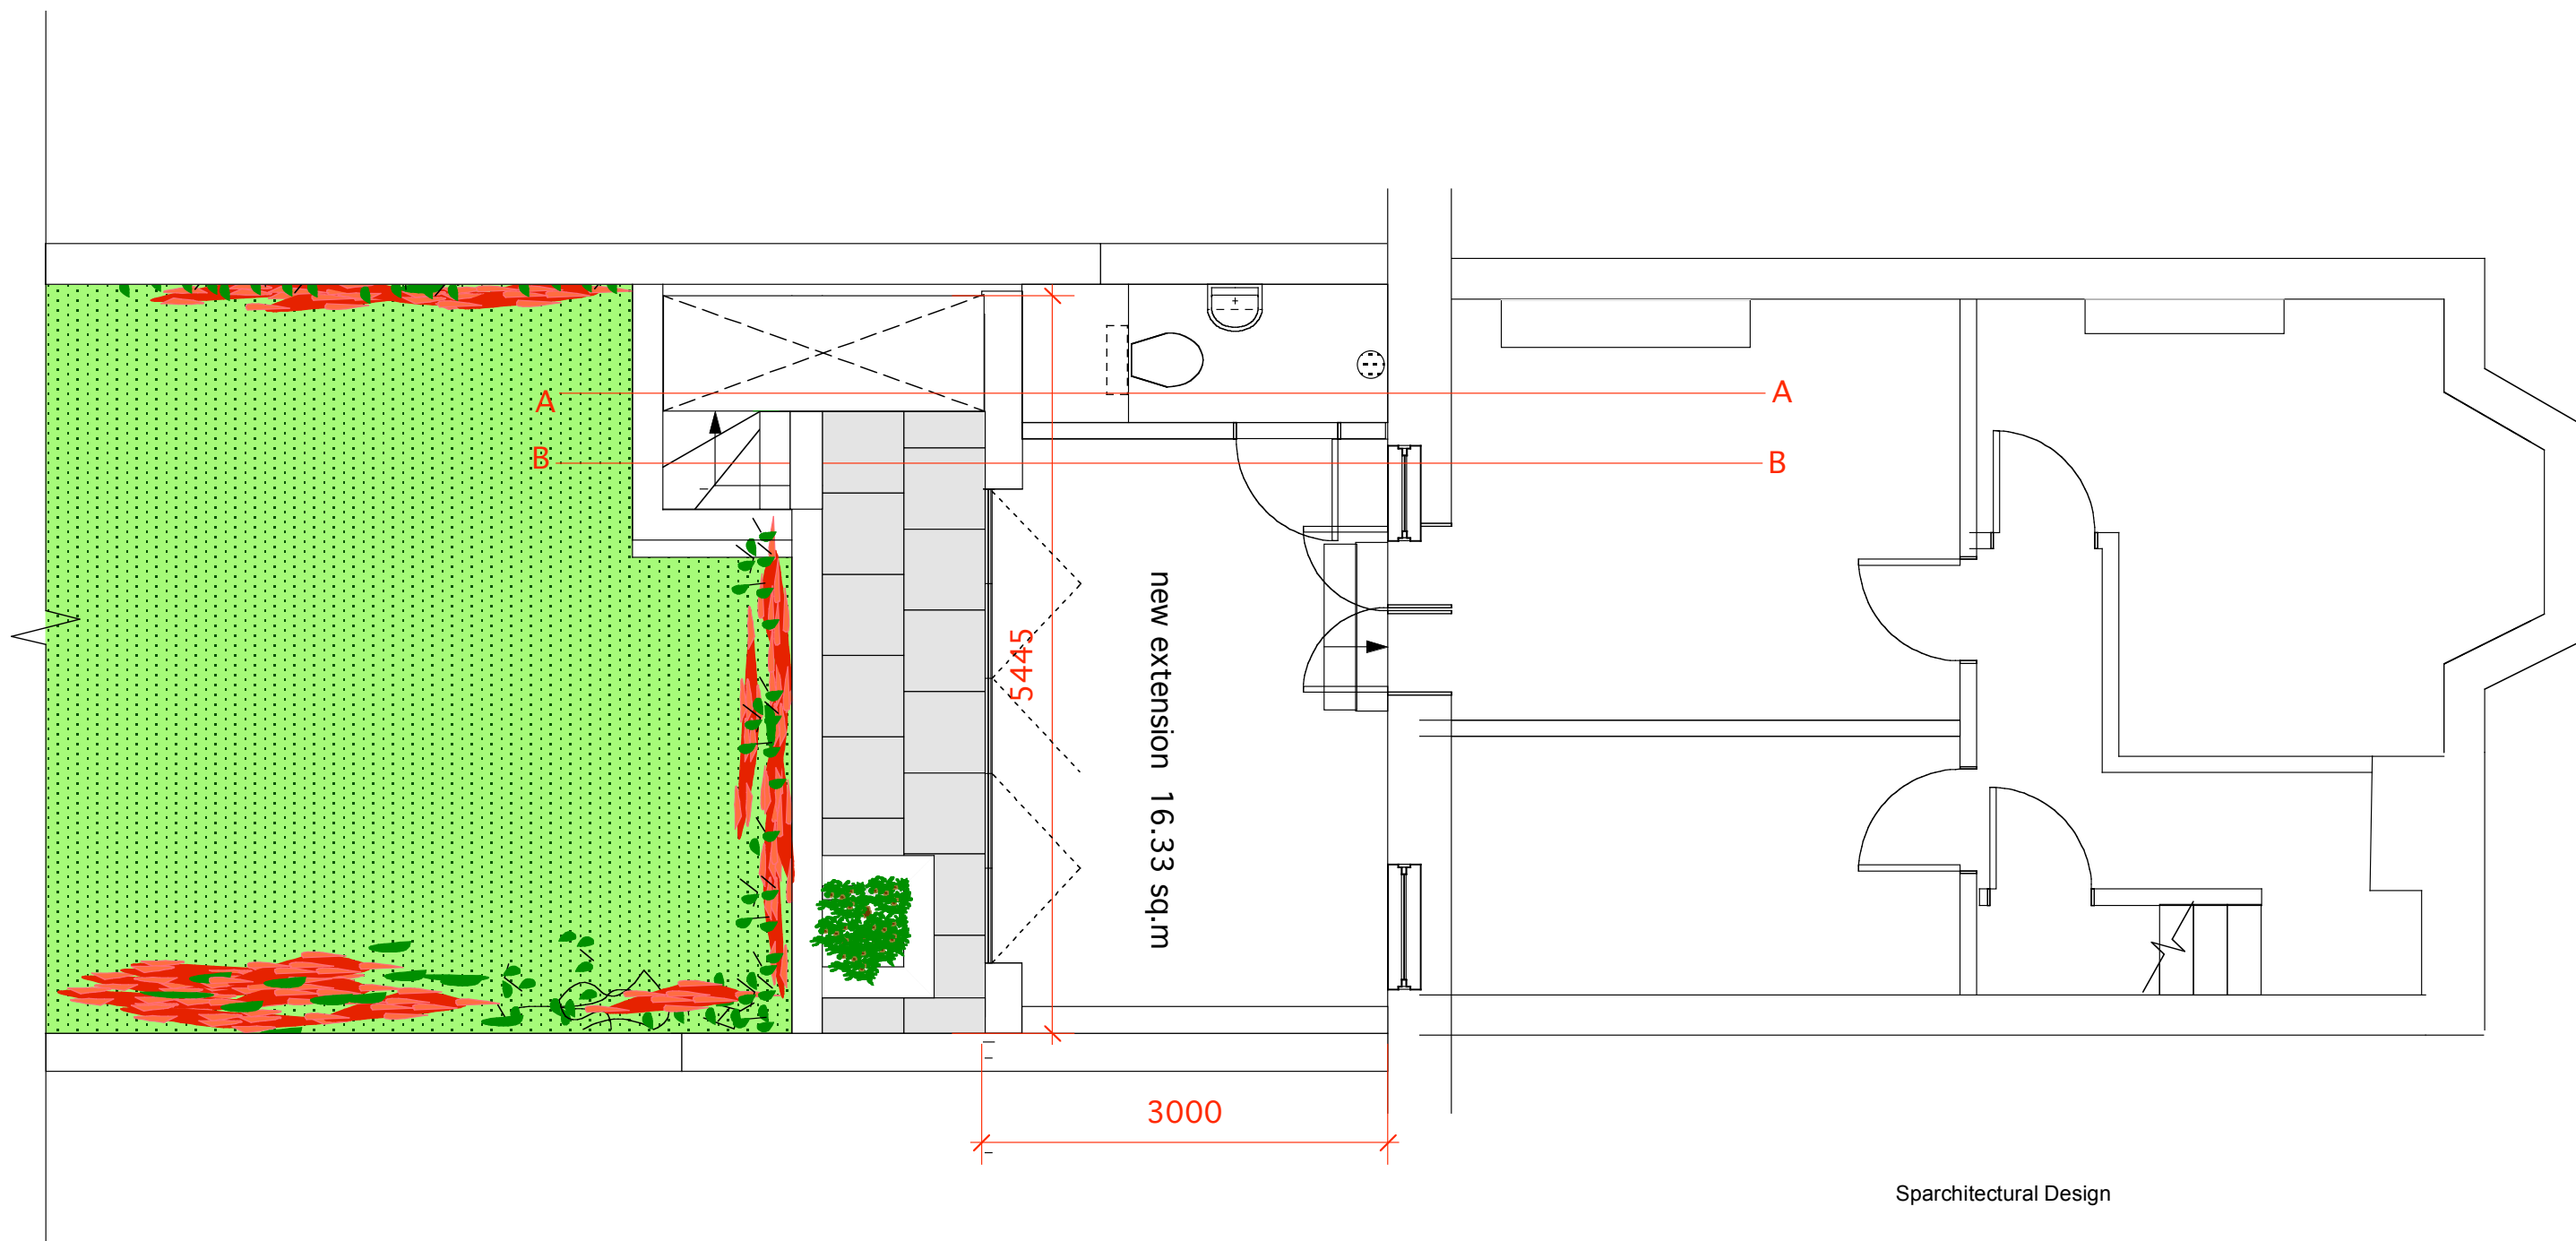 A
A
B
B
5445
new extension 16.33 sq.m
3000
Sparchitectural Design